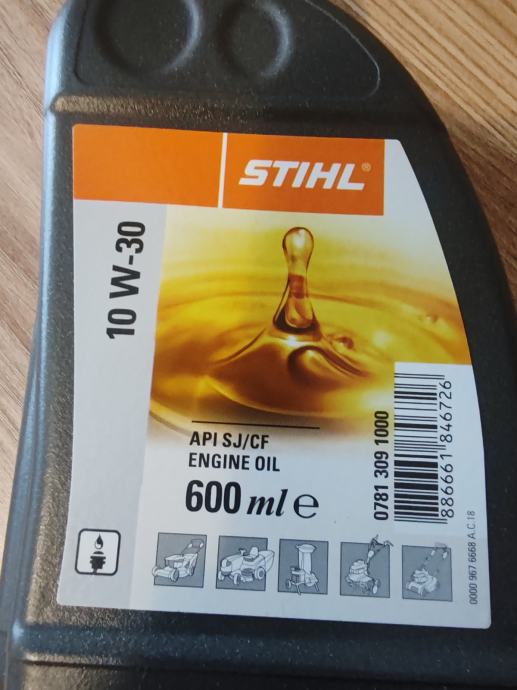 STIHL®
10 W-30
API SJ/CF
ENGINE OIL
600 ml e
0781 309 1000
886661 846726
0000 967 6668 A.C.18